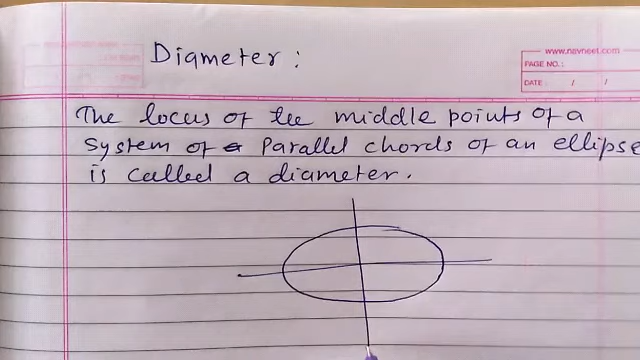 www.navneet.com
PAGE NO.:
DATE: / /
Diameter:
The locus of the middle points of a
system of parallel chords of an ellipse
is called a diameter.